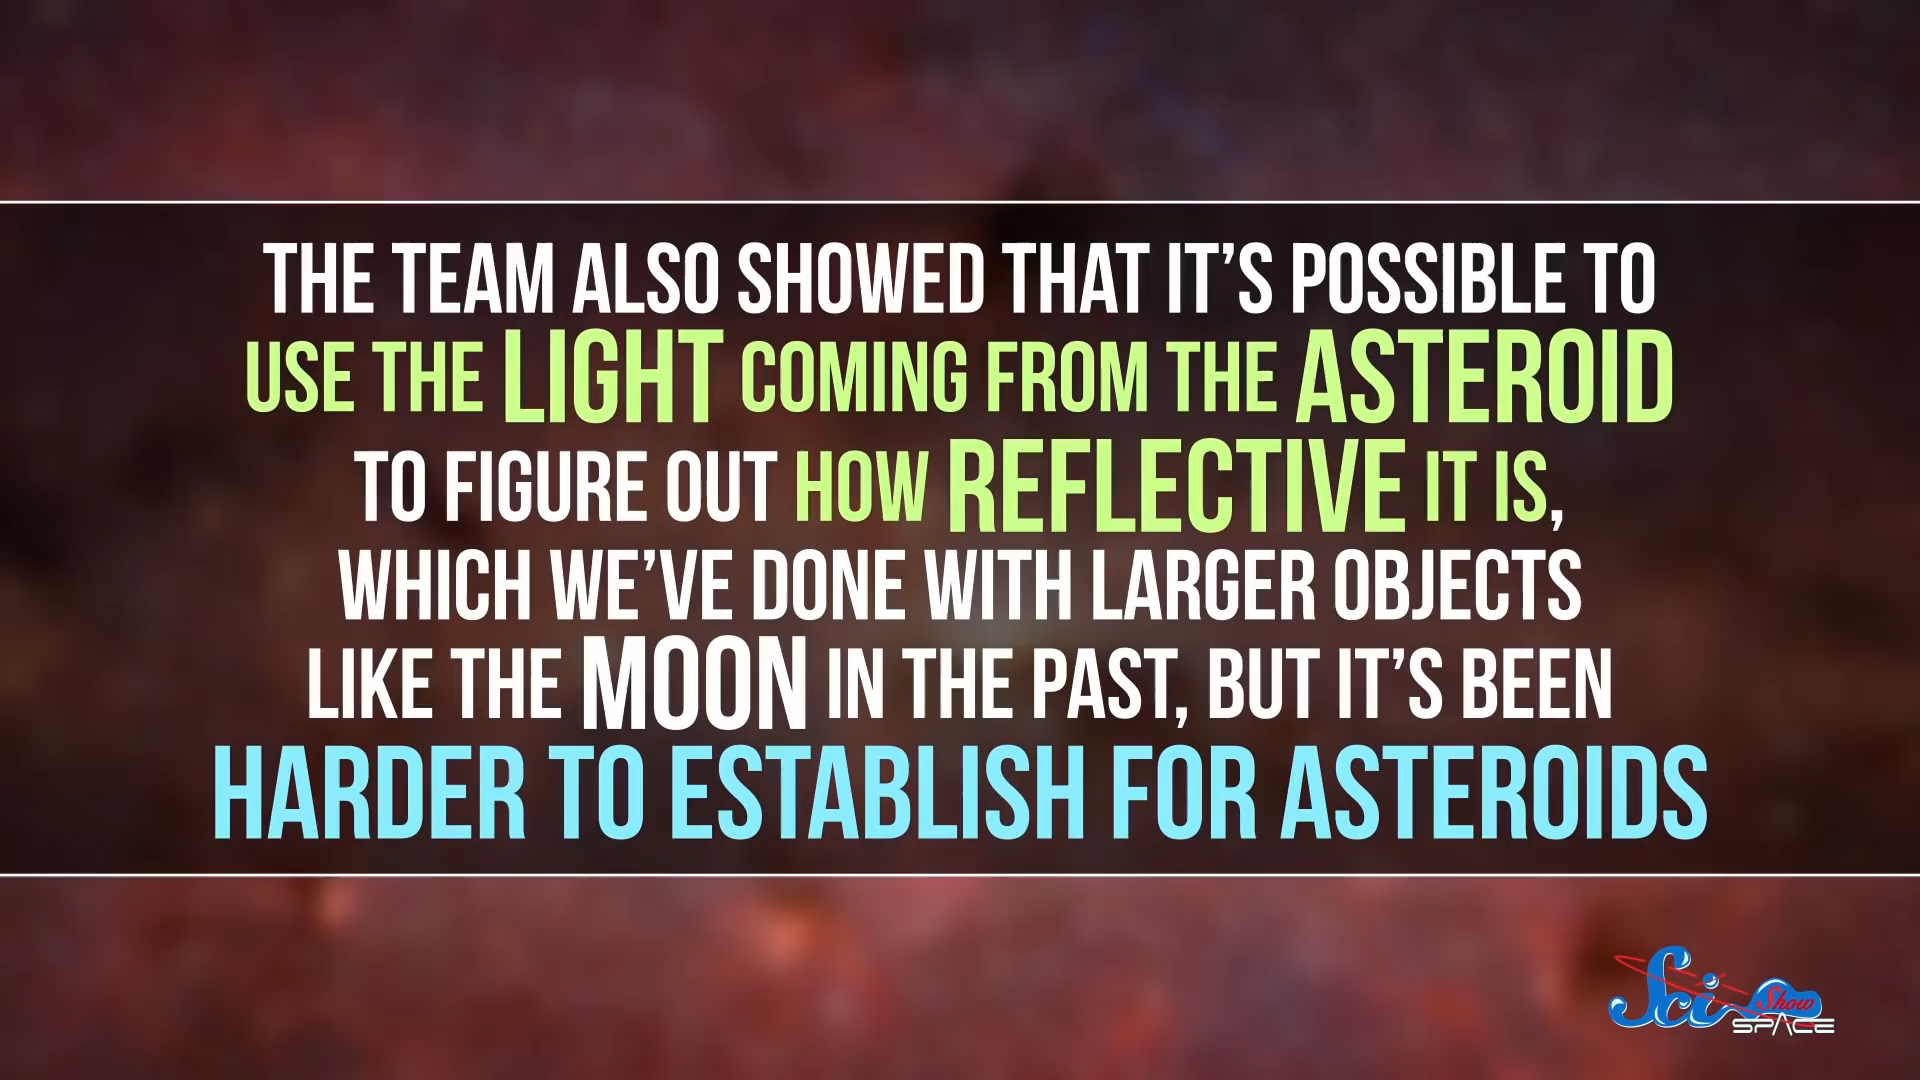 THE TEAM ALSO SHOWED THAT IT'S POSSIBLE TO
USE THE LIGHT COMING FROM THE ASTEROID
TO FIGURE OUT HOW REFLECTIVE IT IS,
WHICH WE'VE DONE WITH LARGER OBJECTS
LIKE THE MOON IN THE PAST, BUT IT'S BEEN
HARDER TO ESTABLISH FOR ASTEROIDS
Sci Show
SPACE